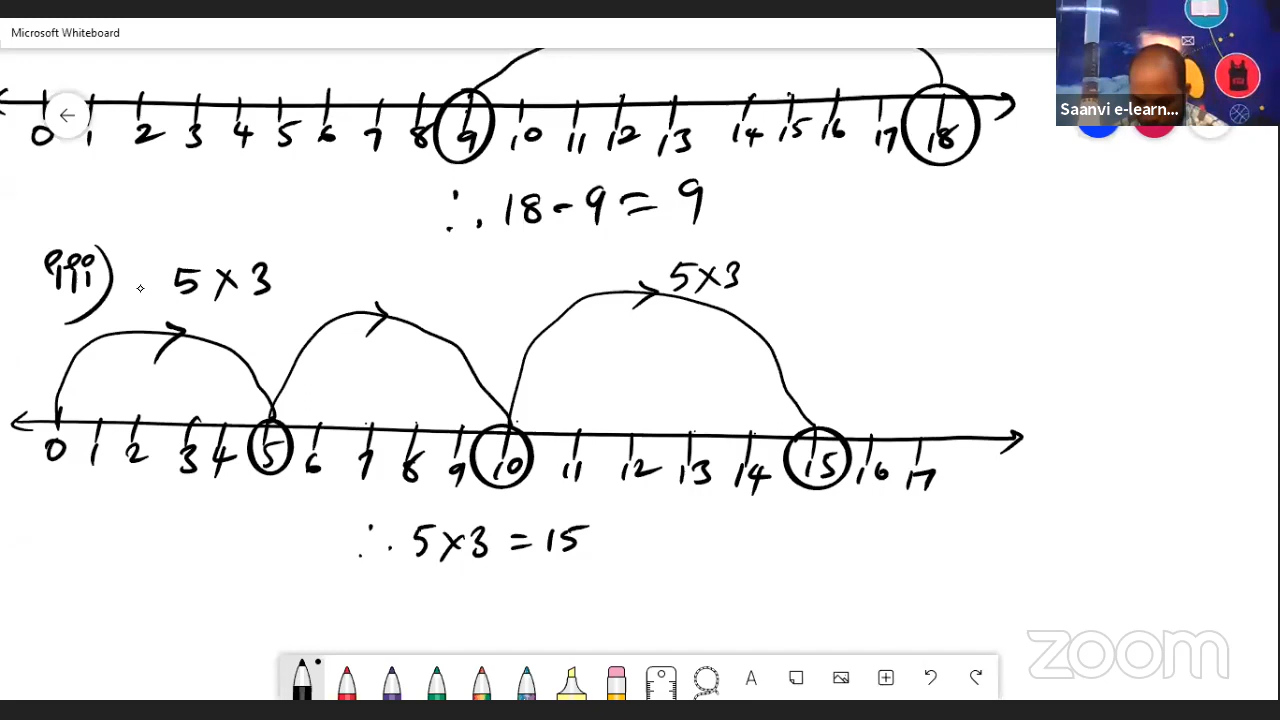 Microsoft Whiteboard
Saanvi e-learn...
0 1 2 3 4 5 6 7 8 9 10 11 12 13 14 15 16 17 18
∴ 18 - 9 = 9
iii) 5 × 3
5 × 3
0 1 2 3 4 5 6 7 8 9 10 11 12 13 14 15 16 17
∴ 5 × 3 = 15
zoom
A